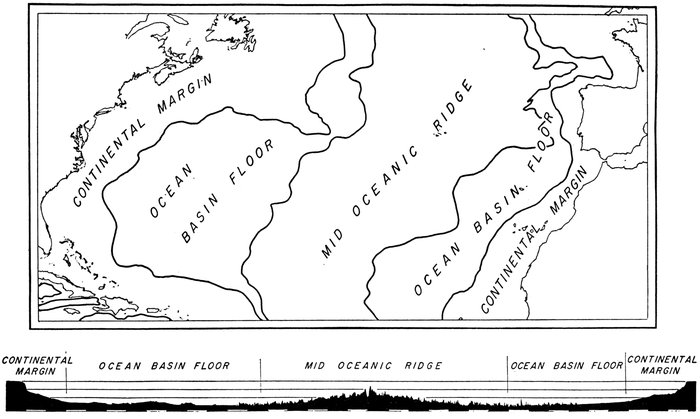 CONTINENTAL MARGIN
OCEAN
BASIN FLOOR
MID OCEANIC RIDGE
OCEAN BASIN FLOOR
CONTINENTAL MARGIN
CONTINENTAL
MARGIN
OCEAN BASIN FLOOR
MID OCEANIC RIDGE
OCEAN BASIN FLOOR
CONTINENTAL
MARGIN